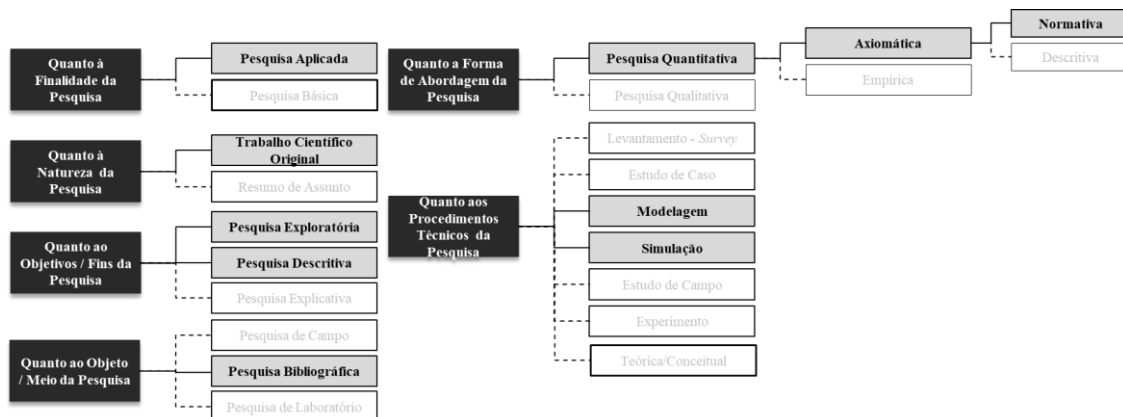 Quanto à
Finalidade da
Pesquisa
Pesquisa Aplicada
Pesquisa Básica
Quanto à
Natureza da
Pesquisa
Trabalho Científico
Original
Resumo de Assunto
Quanto ao
Objetivos / Fins da
Pesquisa
Pesquisa Exploratória
Pesquisa Descritiva
Pesquisa Explicativa
Quanto ao Objeto
/ Meio da Pesquisa
Pesquisa de Campo
Pesquisa Bibliográfica
Pesquisa de Laboratório
Quanto a Forma
de Abordagem da
Pesquisa
Pesquisa Quantitativa
Pesquisa Qualitativa
Axiomática
Empírica
Normativa
Descritiva
Quanto aos
Procedimentos
Técnicos da
Pesquisa
Levantamento - Survey
Estudo de Caso
Modelagem
Simulação
Estudo de Campo
Experimento
Teórica/Conceitual